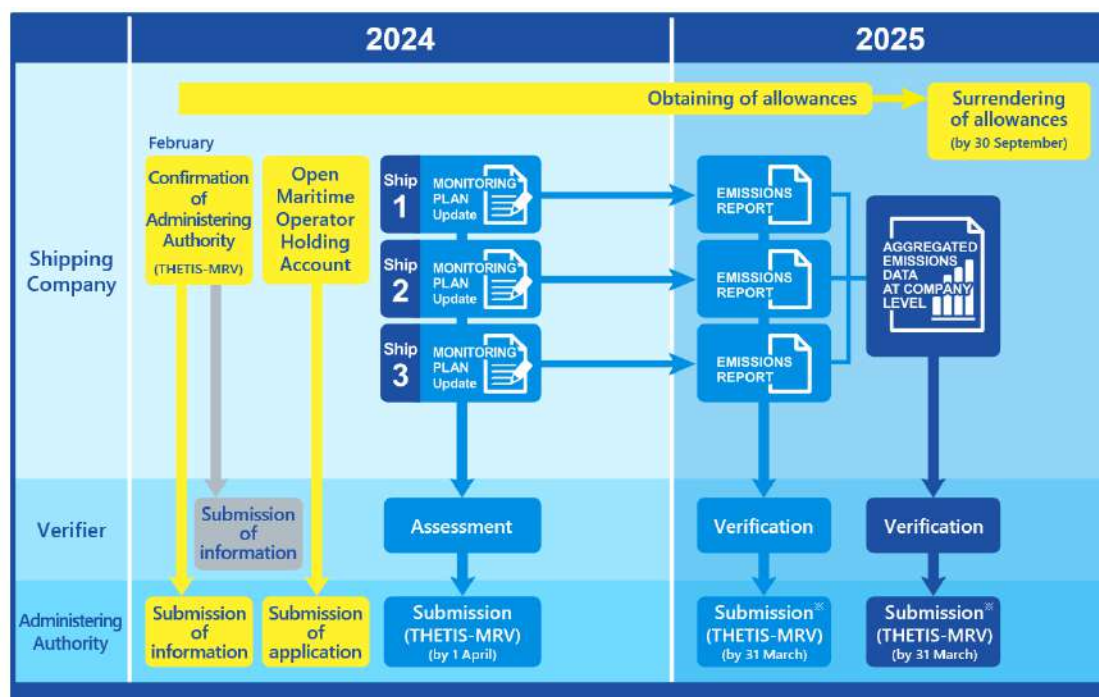 2024
2025
Obtaining of allowances
Surrendering
of allowances
(by 30 September)
February
Shipping
Company
Confirmation
of
Administering
Authority
(THETIS-MRV)
Open
Maritime
Operator
Holding
Account
Ship
1
MONITORING
PLAN
Update
Ship
2
MONITORING
PLAN
Update
Ship
3
MONITORING
PLAN
Update
EMISSIONS
REPORT
EMISSIONS
REPORT
EMISSIONS
REPORT
AGGREGATED
EMISSIONS
DATA
AT COMPANY
LEVEL
Verifier
Submission
of
information
Assessment
Verification
Verification
Administering
Authority
Submission
of
information
Submission
of
application
Submission
(THETIS-MRV)
(by 1 April)
Submission※
(THETIS-MRV)
(by 31 March)
Submission※
(THETIS-MRV)
(by 31 March)